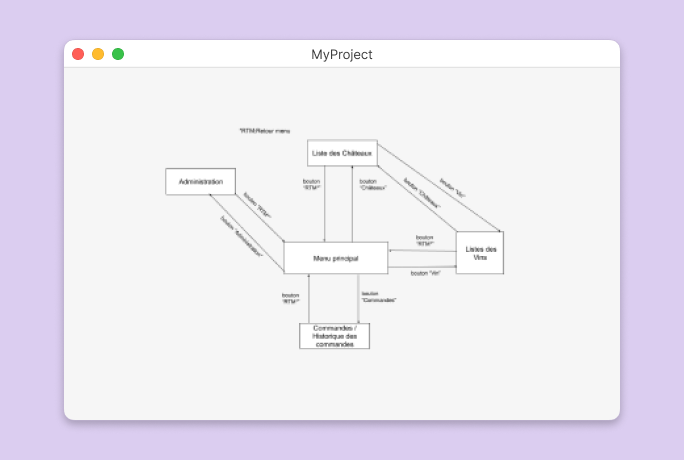 MyProject
*RTM:Retour menu
Liste des Châteaux
Administration
bouton
"RTM*"
bouton
"Châteaux"
bouton "Châteaux"
bouton "Vin"
bouton "RTM*"
bouton "Administration"
Menu principal
bouton
"RTM*"
bouton "Vin"
Listes des
Vins
bouton
"RTM*"
bouton
"Commandes"
Commandes /
Historique des
commandes